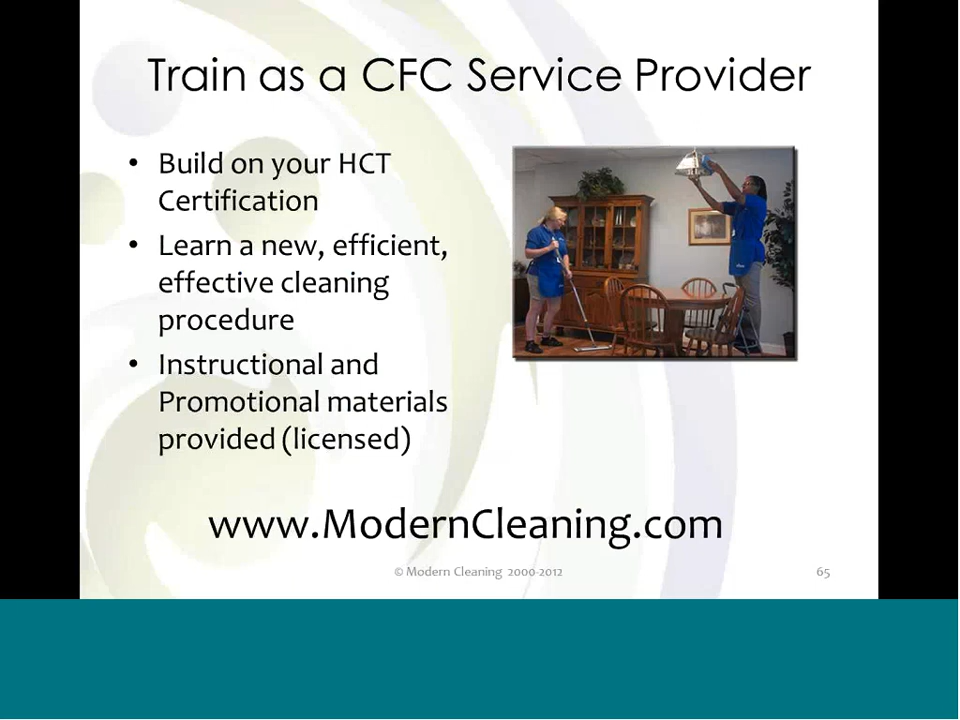 Train as a CFC Service Provider
• Build on your HCT
Certification
• Learn a new, efficient,
effective cleaning
procedure
• Instructional and
Promotional materials
provided (licensed)
www.ModernCleaning.com
© Modern Cleaning 2000-2012
65